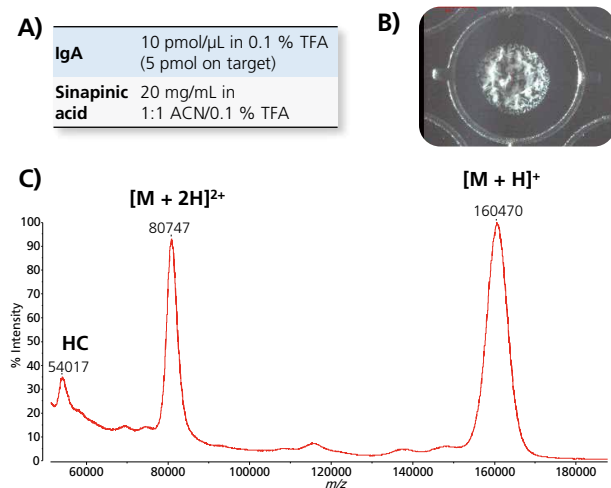 A)
IgA 10 pmol/µL in 0.1 % TFA
(5 pmol on target)
Sinapinic 20 mg/mL in
acid 1:1 ACN/0.1 % TFA
B)
C)
[M + 2H]²⁺
[M + H]⁺
80747
160470
HC
54017
% Intensity
100
90
80
70
60
50
40
30
20
10
0
60000 80000 100000 120000 140000 160000 180000
m/z